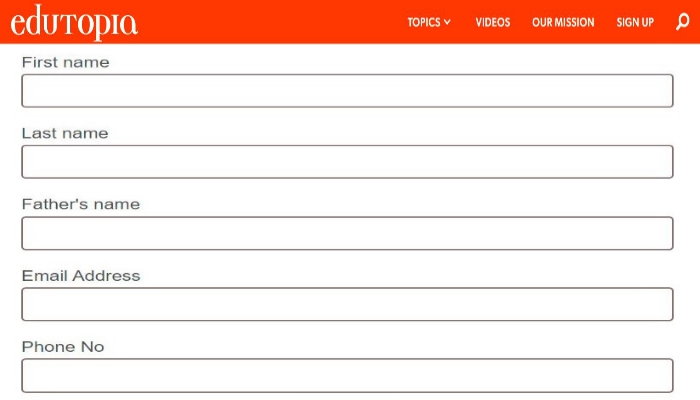 edutopia
TOPICS VIDEOS OUR MISSION SIGN UP
First name
Last name
Father's name
Email Address
Phone No